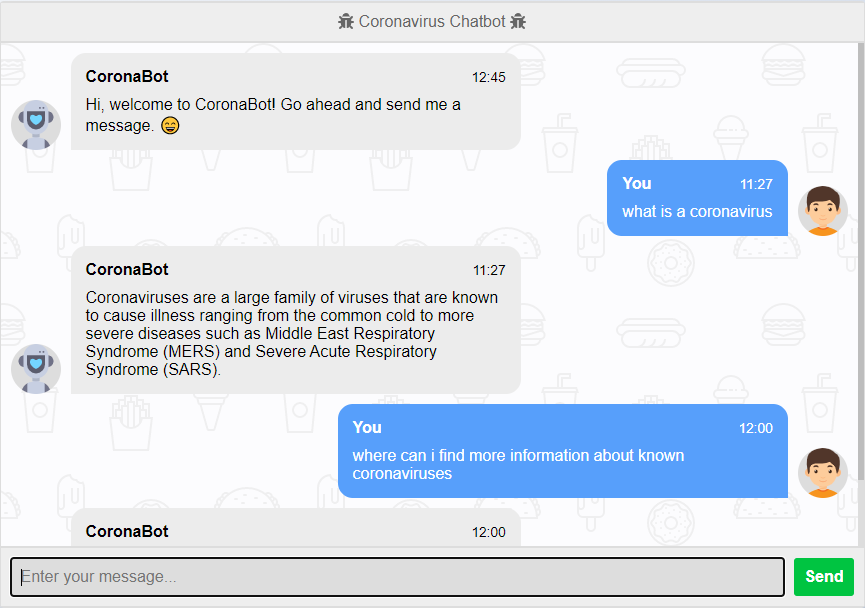 Coronavirus Chatbot
CoronaBot 12:45
Hi, welcome to CoronaBot! Go ahead and send me a
message. 😄
You 11:27
what is a coronavirus
CoronaBot 11:27
Coronaviruses are a large family of viruses that are known
to cause illness ranging from the common cold to more
severe diseases such as Middle East Respiratory
Syndrome (MERS) and Severe Acute Respiratory
Syndrome (SARS).
You 12:00
where can i find more information about known
coronaviruses
CoronaBot 12:00
Enter your message...
Send